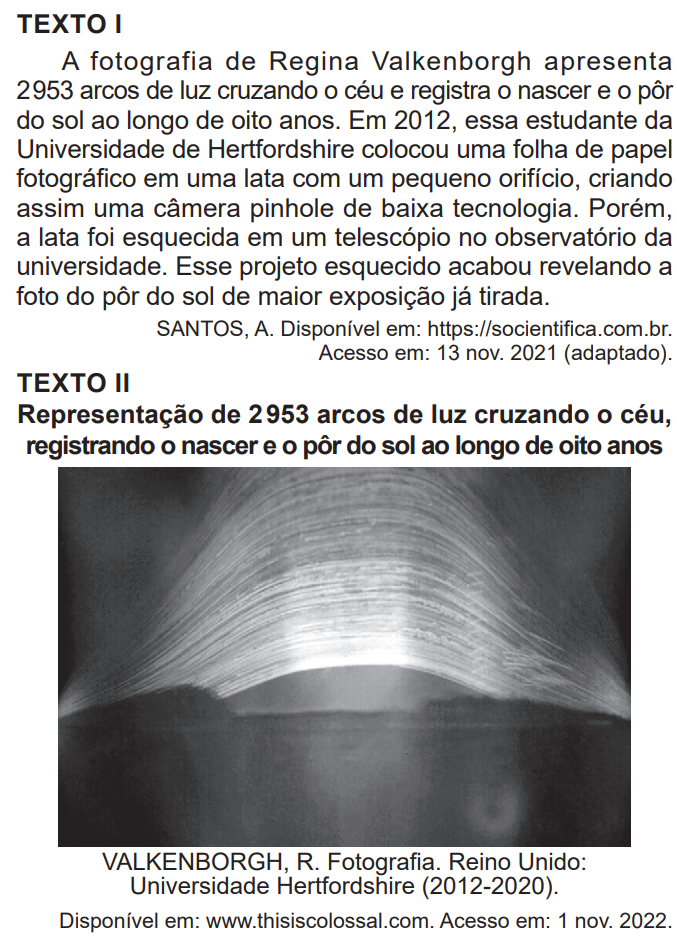 TEXTO I
A fotografia de Regina Valkenborgh apresenta
2 953 arcos de luz cruzando o céu e registra o nascer e o pôr
do sol ao longo de oito anos. Em 2012, essa estudante da
Universidade de Hertfordshire colocou uma folha de papel
fotográfico em uma lata com um pequeno orifício, criando
assim uma câmera pinhole de baixa tecnologia. Porém,
a lata foi esquecida em um telescópio no observatório da
universidade. Esse projeto esquecido acabou revelando a
foto do pôr do sol de maior exposição já tirada.
SANTOS, A. Disponível em: https://socientifica.com.br.
Acesso em: 13 nov. 2021 (adaptado).
TEXTO II
Representação de 2 953 arcos de luz cruzando o céu,
registrando o nascer e o pôr do sol ao longo de oito anos
VALKENBORGH, R. Fotografia. Reino Unido:
Universidade Hertfordshire (2012-2020).
Disponível em: www.thisiscolossal.com. Acesso em: 1 nov. 2022.